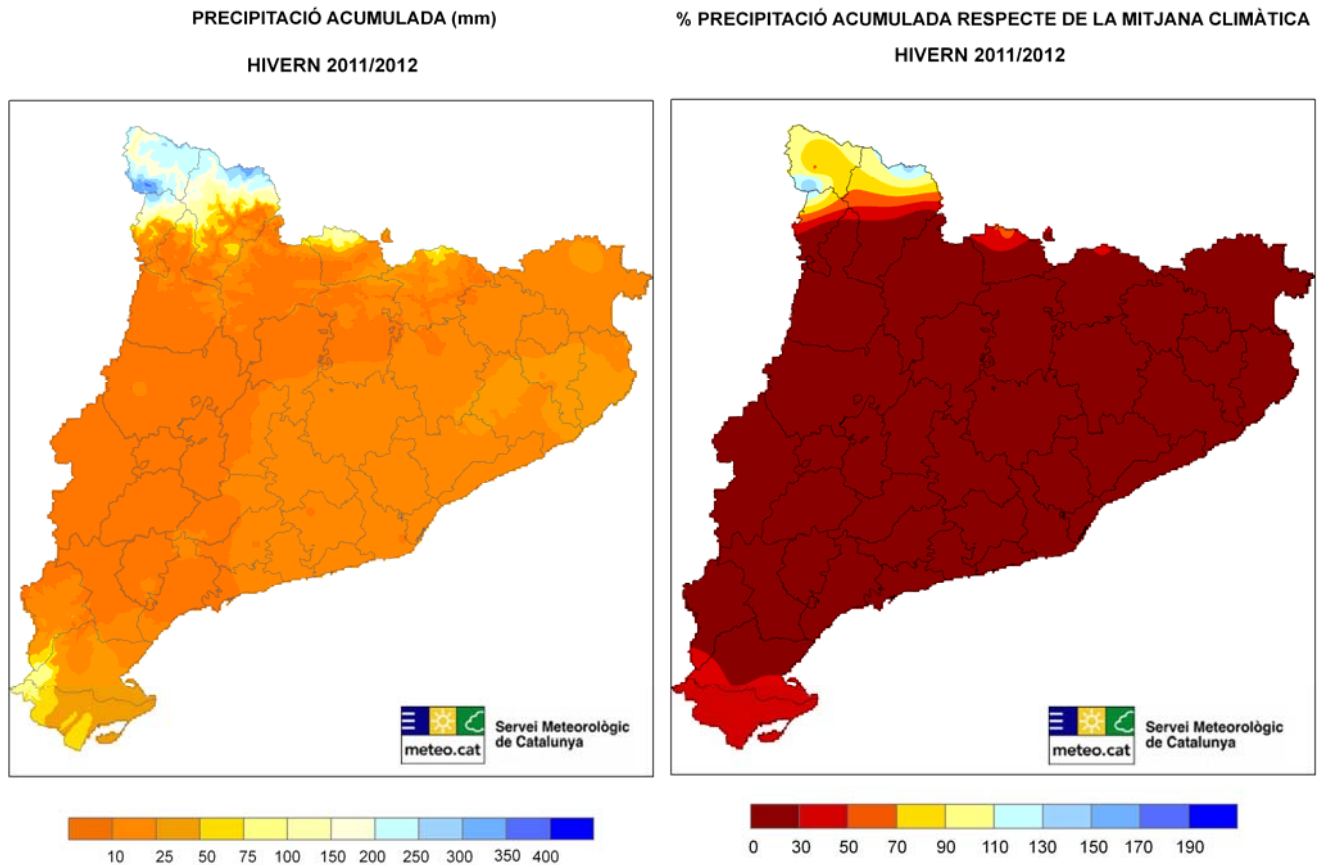 PRECIPITACIÓ ACUMULADA (mm)
HIVERN 2011/2012
meteo.cat
Servei Meteorològic
de Catalunya
10 25 50 75 100 150 200 250 300 350 400
% PRECIPITACIÓ ACUMULADA RESPECTE DE LA MITJANA CLIMÀTICA
HIVERN 2011/2012
meteo.cat
Servei Meteorològic
de Catalunya
0 30 50 70 90 110 130 150 170 190